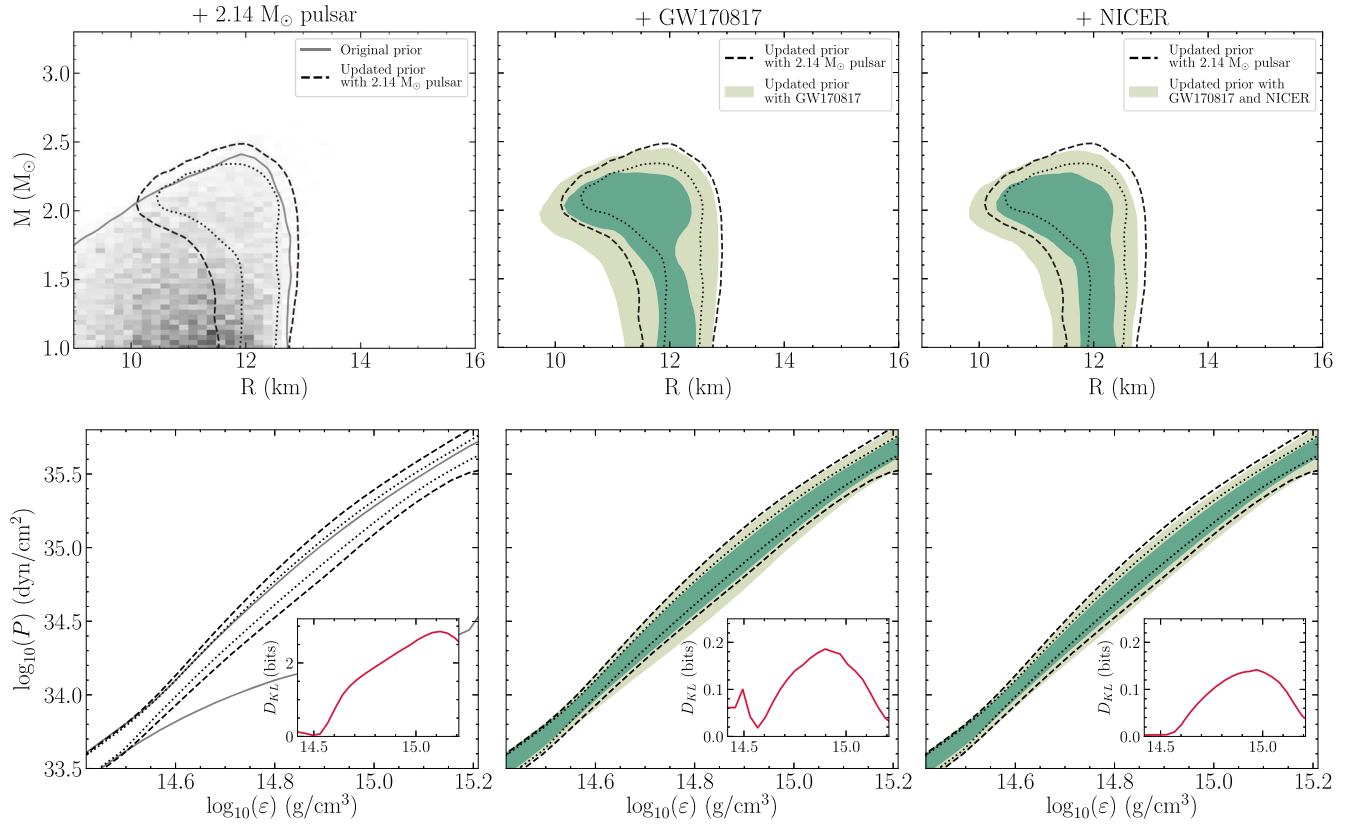 + 2.14 M⊙ pulsar
+ GW170817
+ NICER
Original prior
Updated prior
with 2.14 M⊙ pulsar
Updated prior
with 2.14 M⊙ pulsar
Updated prior
with GW170817
Updated prior
with 2.14 M⊙ pulsar
Updated prior with
GW170817 and NICER
M (M⊙)
3.0
2.5
2.0
1.5
1.0
10 12 14 16
10 12 14 16
10 12 14 16
R (km)
R (km)
R (km)
log₁₀(P) (dyn/cm²)
35.5
35.0
34.5
34.0
33.5
D_KL (bits)
2
0
14.5 15.0
D_KL (bits)
0.2
0.1
0.0
14.5 15.0
D_KL (bits)
0.2
0.1
0.0
14.5 15.0
14.6 14.8 15.0 15.2
14.6 14.8 15.0 15.2
14.6 14.8 15.0 15.2
log₁₀(ε) (g/cm³)
log₁₀(ε) (g/cm³)
log₁₀(ε) (g/cm³)